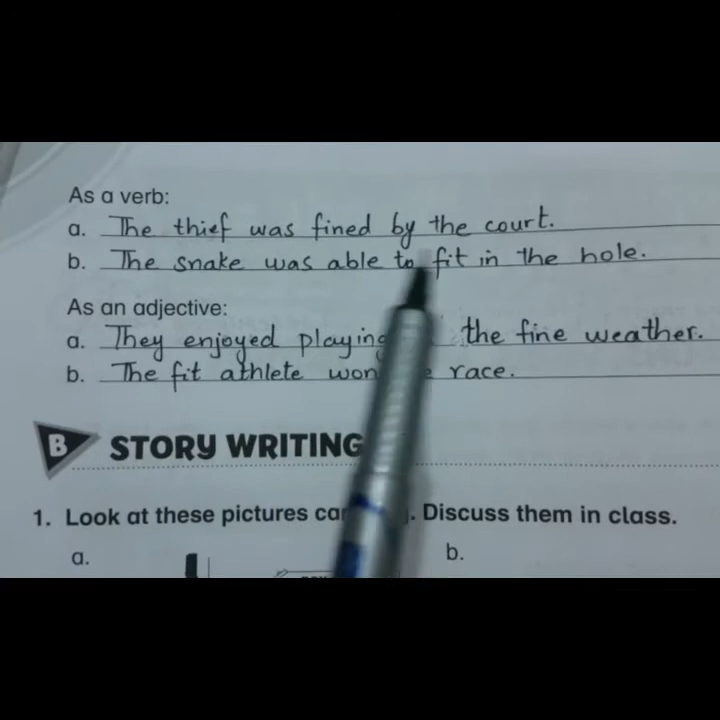 As a verb:
a. The thief was fined by the court.
b. The snake was able to fit in the hole.
As an adjective:
a. They enjoyed playing the fine weather.
b. The fit athlete won race.
B STORY WRITING
1. Look at these pictures . Discuss them in class.
a. b.